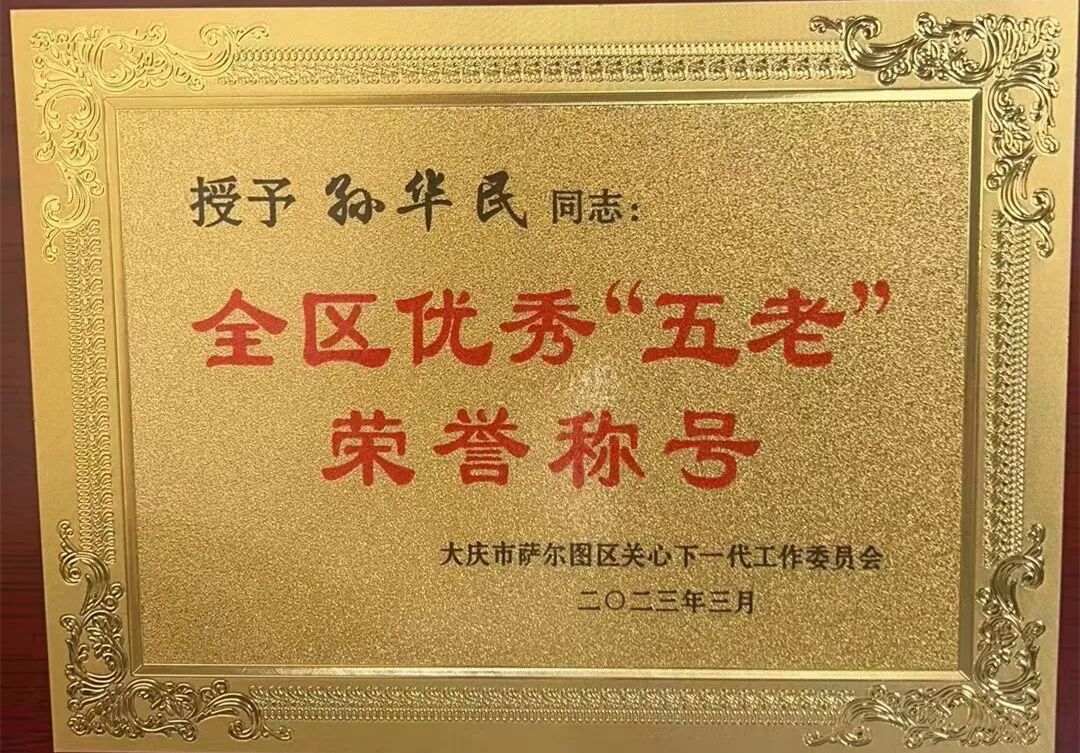 授予 孙华民 同志：
全区优秀“五老”
荣誉称号
大庆市萨尔图区关心下一代工作委员会
二〇二三年三月